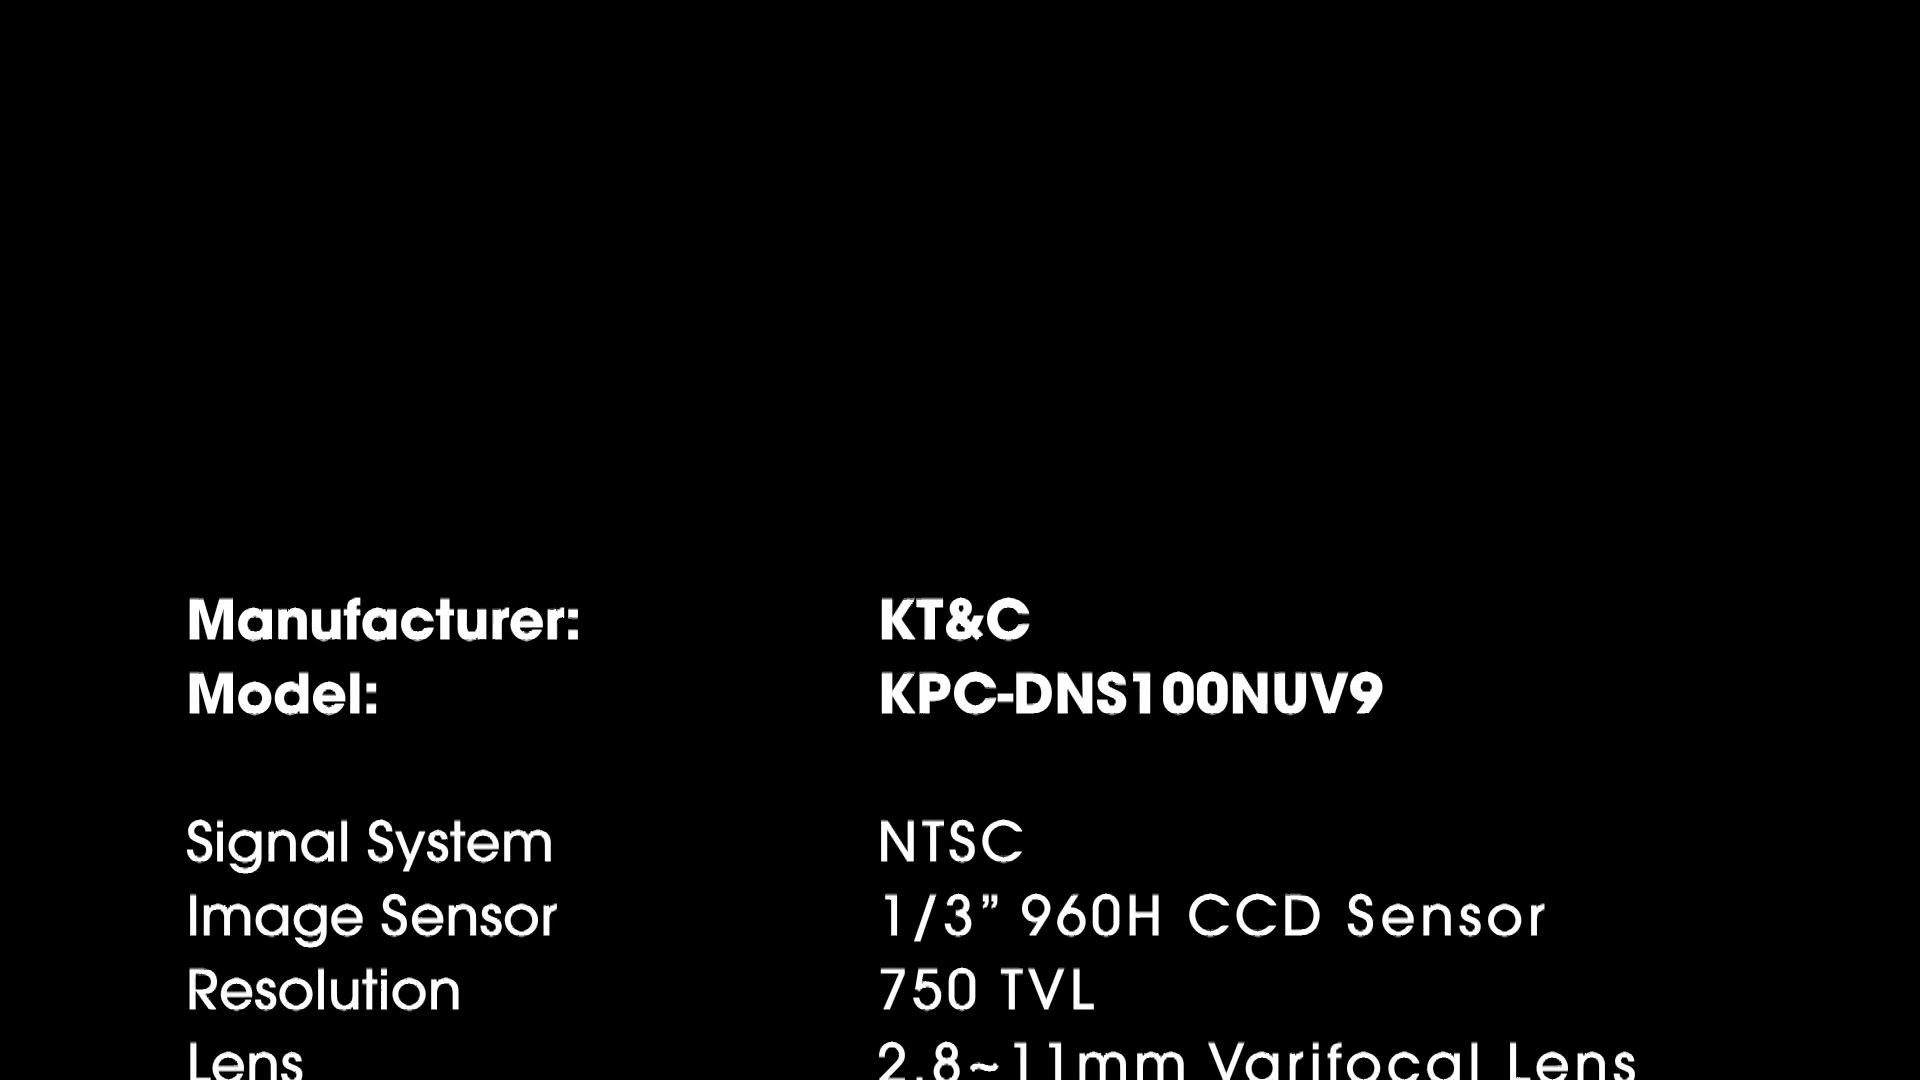 Manufacturer: KT&C
Model: KPC-DNS100NUV9
Signal System NTSC
Image Sensor 1/3” 960H CCD Sensor
Resolution 750 TVL
Lens 2.8~11mm Varifocal Lens